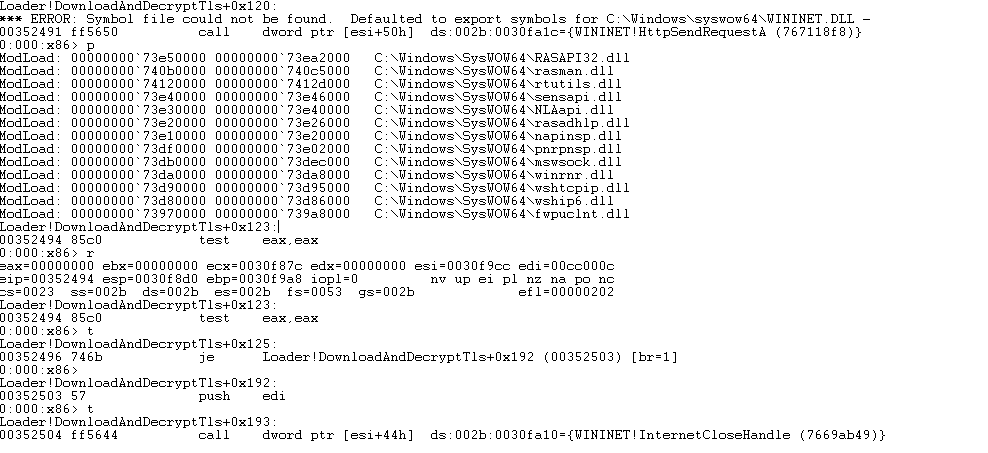 Loader!DownloadAndDecryptTls+0x120:
*** ERROR: Symbol file could not be found.  Defaulted to export symbols for C:\Windows\syswow64\WININET.DLL -
00352491 ff5650          call    dword ptr [esi+50h]  ds:002b:0030fa1c={WININET!HttpSendRequestA (767118f8)}
0:000:x86> p
ModLoad: 00000000`73e50000 00000000`73ea2000   C:\Windows\SysWOW64\RASAPI32.dll
ModLoad: 00000000`740b0000 00000000`740c5000   C:\Windows\SysWOW64\rasman.dll
ModLoad: 00000000`74120000 00000000`7412d000   C:\Windows\SysWOW64\rtutils.dll
ModLoad: 00000000`73e40000 00000000`73e46000   C:\Windows\SysWOW64\sensapi.dll
ModLoad: 00000000`73e30000 00000000`73e40000   C:\Windows\SysWOW64\NLAapi.dll
ModLoad: 00000000`73e20000 00000000`73e26000   C:\Windows\SysWOW64\rasadhlp.dll
ModLoad: 00000000`73e10000 00000000`73e20000   C:\Windows\SysWOW64\napinsp.dll
ModLoad: 00000000`73df0000 00000000`73e02000   C:\Windows\SysWOW64\pnrpnsp.dll
ModLoad: 00000000`73db0000 00000000`73dec000   C:\Windows\SysWOW64\mswsock.dll
ModLoad: 00000000`73da0000 00000000`73da8000   C:\Windows\SysWOW64\winrnr.dll
ModLoad: 00000000`73d90000 00000000`73d95000   C:\Windows\SysWOW64\wshtcpip.dll
ModLoad: 00000000`73d80000 00000000`73d86000   C:\Windows\SysWOW64\wship6.dll
ModLoad: 00000000`73970000 00000000`739a8000   C:\Windows\SysWOW64\fwpuclnt.dll
Loader!DownloadAndDecryptTls+0x123:
00352494 85c0            test    eax,eax
0:000:x86> r
eax=00000000 ebx=00000000 ecx=0030f87c edx=00000000 esi=0030f9cc edi=00cc000c
eip=00352494 esp=0030f8d0 ebp=0030f9a8 iopl=0         nv up ei pl nz na po nc
cs=0023  ss=002b  ds=002b  es=002b  fs=0053  gs=002b             efl=00000202
Loader!DownloadAndDecryptTls+0x123:
00352494 85c0            test    eax,eax
0:000:x86> t
Loader!DownloadAndDecryptTls+0x125:
00352496 746b            je      Loader!DownloadAndDecryptTls+0x192 (00352503) [br=1]
0:000:x86>
Loader!DownloadAndDecryptTls+0x192:
00352503 57              push    edi
0:000:x86> t
Loader!DownloadAndDecryptTls+0x193:
00352504 ff5644          call    dword ptr [esi+44h]  ds:002b:0030fa10={WININET!InternetCloseHandle (7669ab49)}